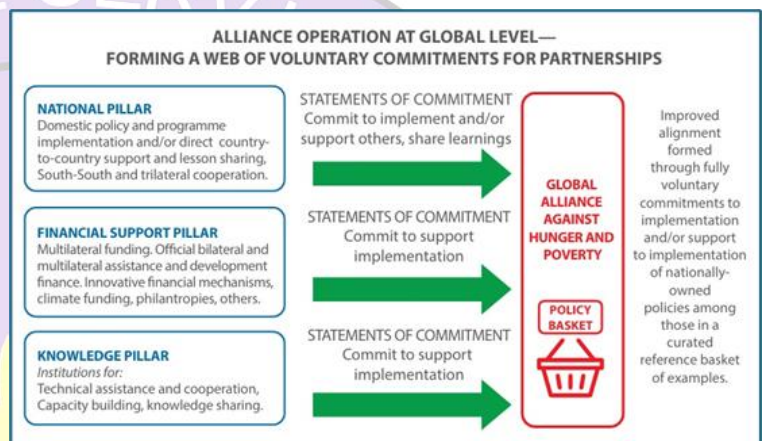 ALLIANCE OPERATION AT GLOBAL LEVEL—
FORMING A WEB OF VOLUNTARY COMMITMENTS FOR PARTNERSHIPS
NATIONAL PILLAR
Domestic policy and programme
implementation and/or direct country-
to-country support and lesson sharing,
South-South and trilateral cooperation.
STATEMENTS OF COMMITMENT
Commit to implement and/or
support others, share learnings
FINANCIAL SUPPORT PILLAR
Multilateral funding. Official bilateral and
multilateral assistance and development
finance. Innovative financial mechanisms,
climate funding, philantropies, others.
STATEMENTS OF COMMITMENT
Commit to support
implementation
KNOWLEDGE PILLAR
Institutions for:
Technical assistance and cooperation,
Capacity building, knowledge sharing.
STATEMENTS OF COMMITMENT
Commit to support
implementation
GLOBAL
ALLIANCE
AGAINST
HUNGER AND
POVERTY
POLICY
BASKET
Improved
alignment
formed
through fully
voluntary
commitments to
implementation
and/or support
to implementation
of nationally-
owned
policies among
those in a
curated
reference basket
of examples.